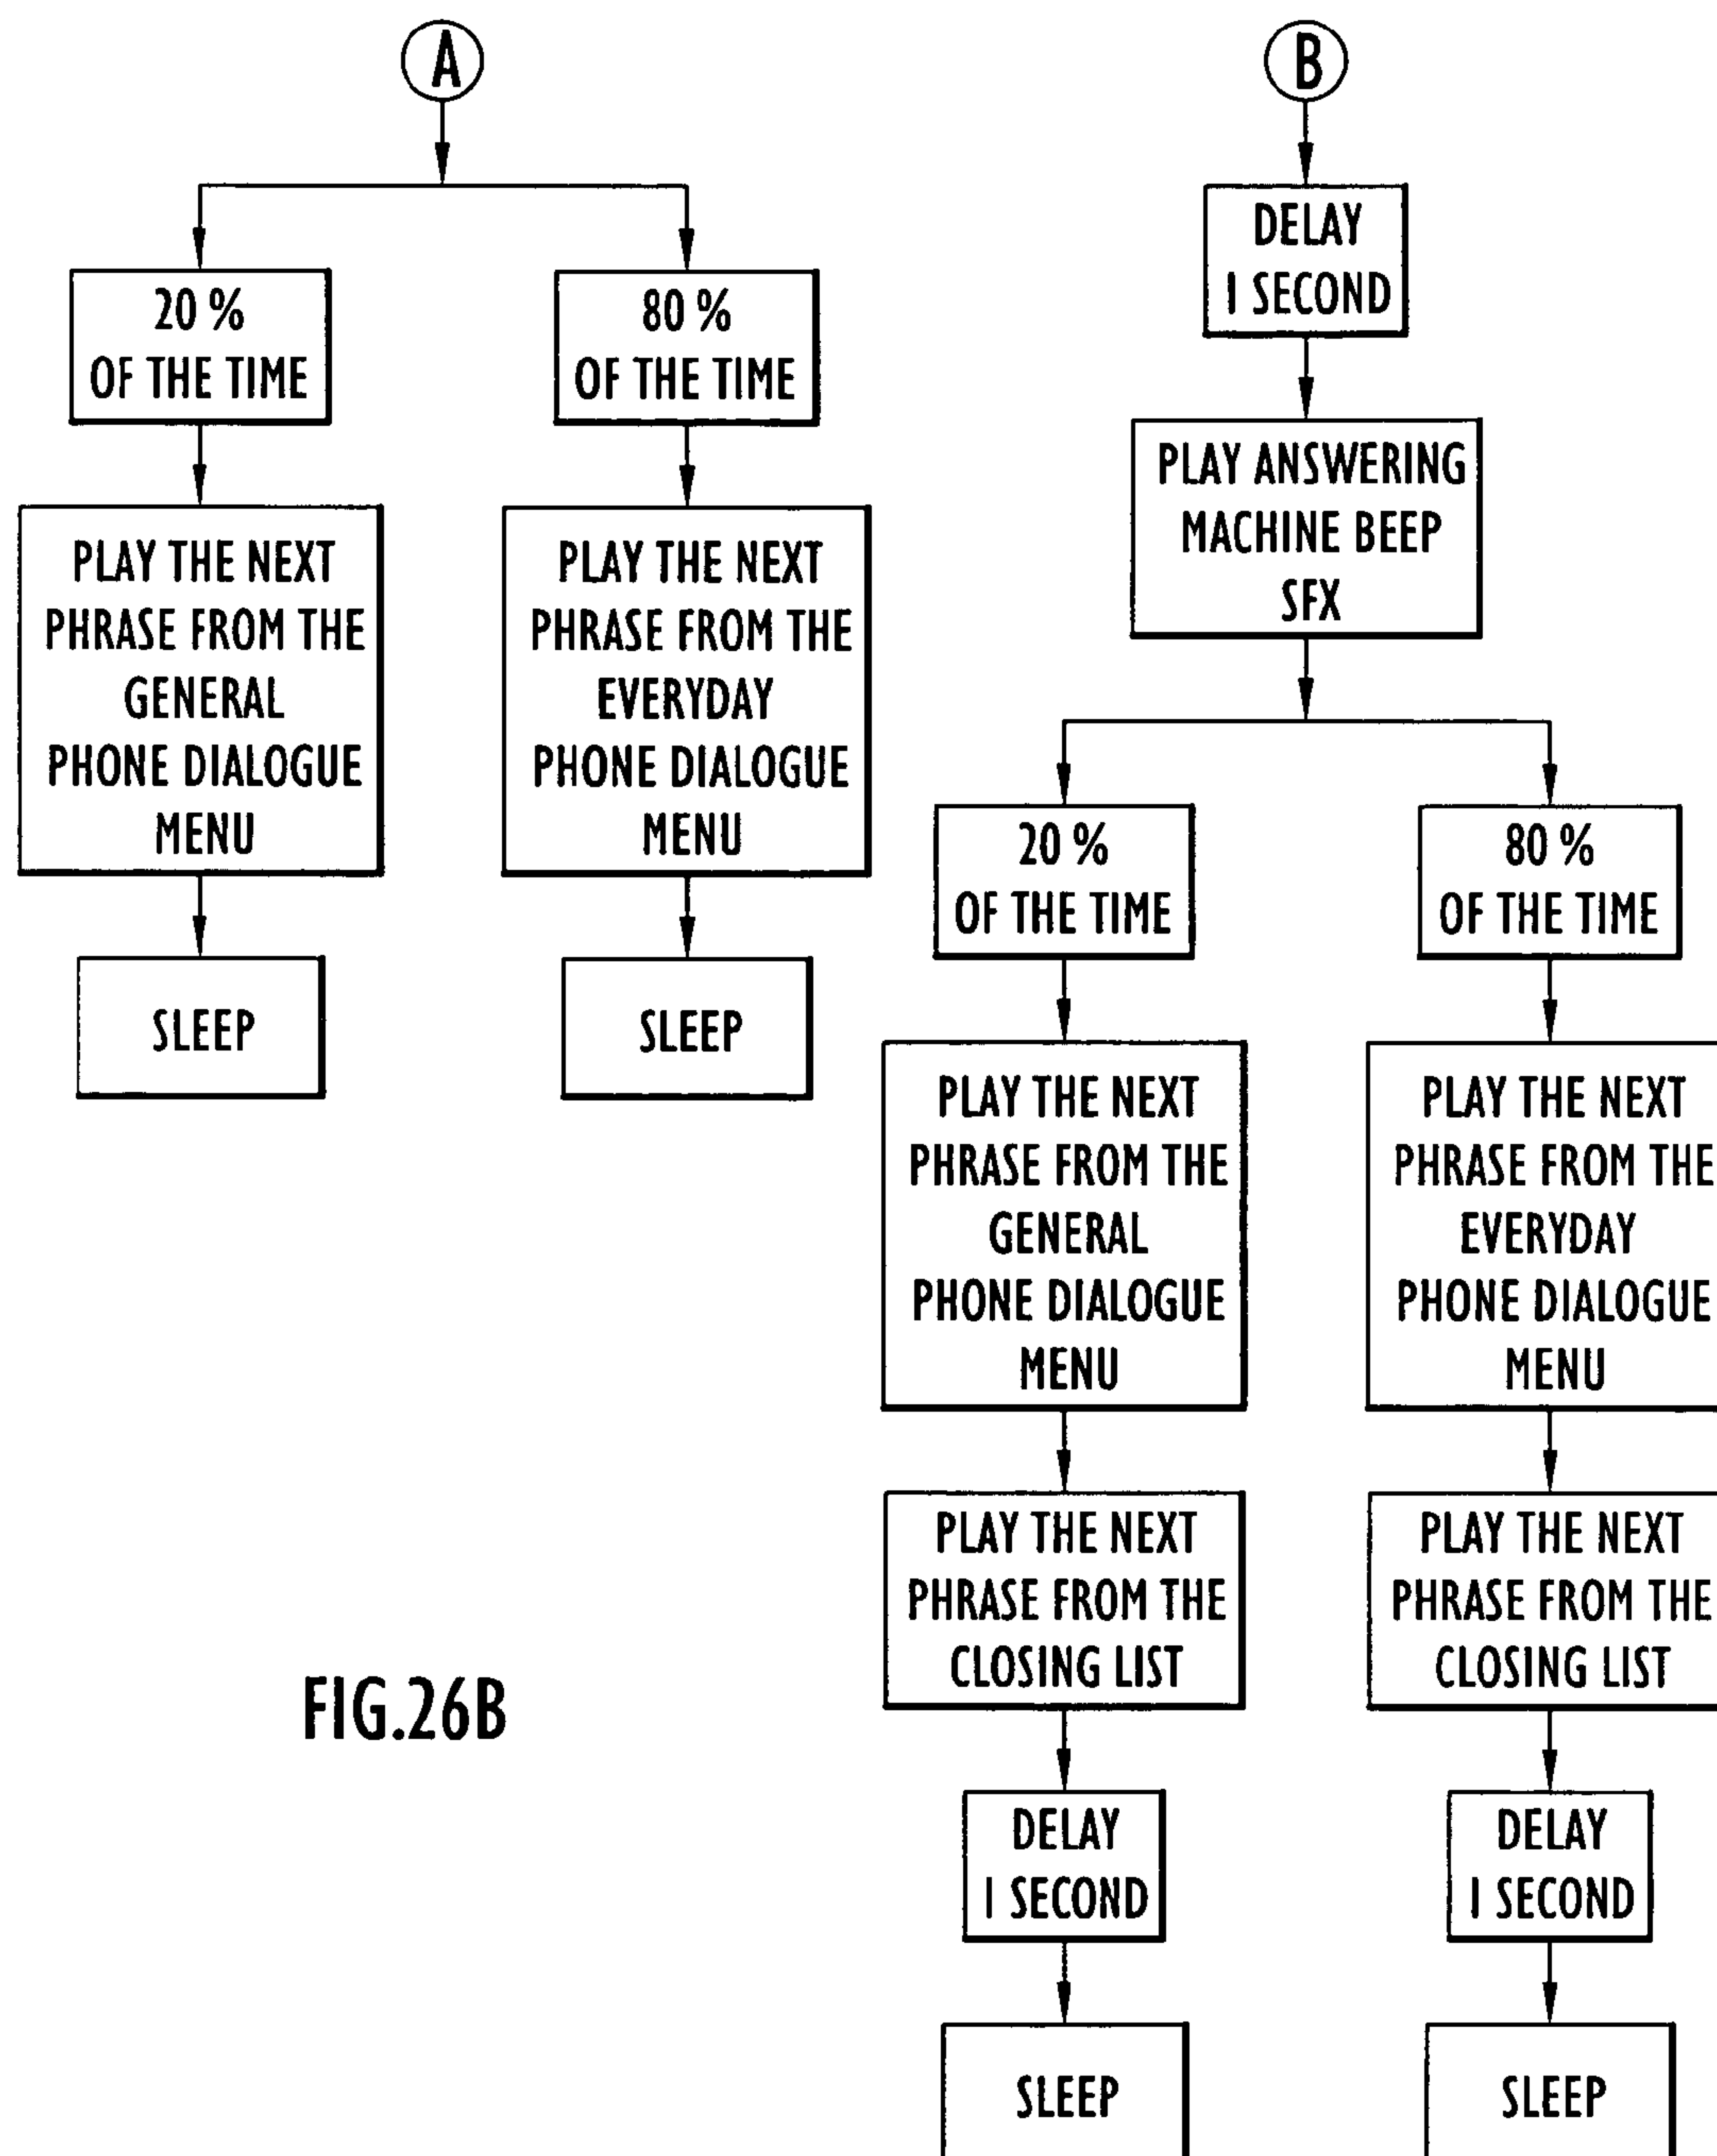 A
20 %
OF THE TIME
PLAY THE NEXT
PHRASE FROM THE
GENERAL
PHONE DIALOGUE
MENU
SLEEP
80 %
OF THE TIME
PLAY THE NEXT
PHRASE FROM THE
EVERYDAY
PHONE DIALOGUE
MENU
SLEEP
B
DELAY
1 SECOND
PLAY ANSWERING
MACHINE BEEP
SFX
20 %
OF THE TIME
PLAY THE NEXT
PHRASE FROM THE
GENERAL
PHONE DIALOGUE
MENU
PLAY THE NEXT
PHRASE FROM THE
CLOSING LIST
DELAY
1 SECOND
SLEEP
80 %
OF THE TIME
PLAY THE NEXT
PHRASE FROM THE
EVERYDAY
PHONE DIALOGUE
MENU
PLAY THE NEXT
PHRASE FROM THE
CLOSING LIST
DELAY
1 SECOND
SLEEP
FIG.26B